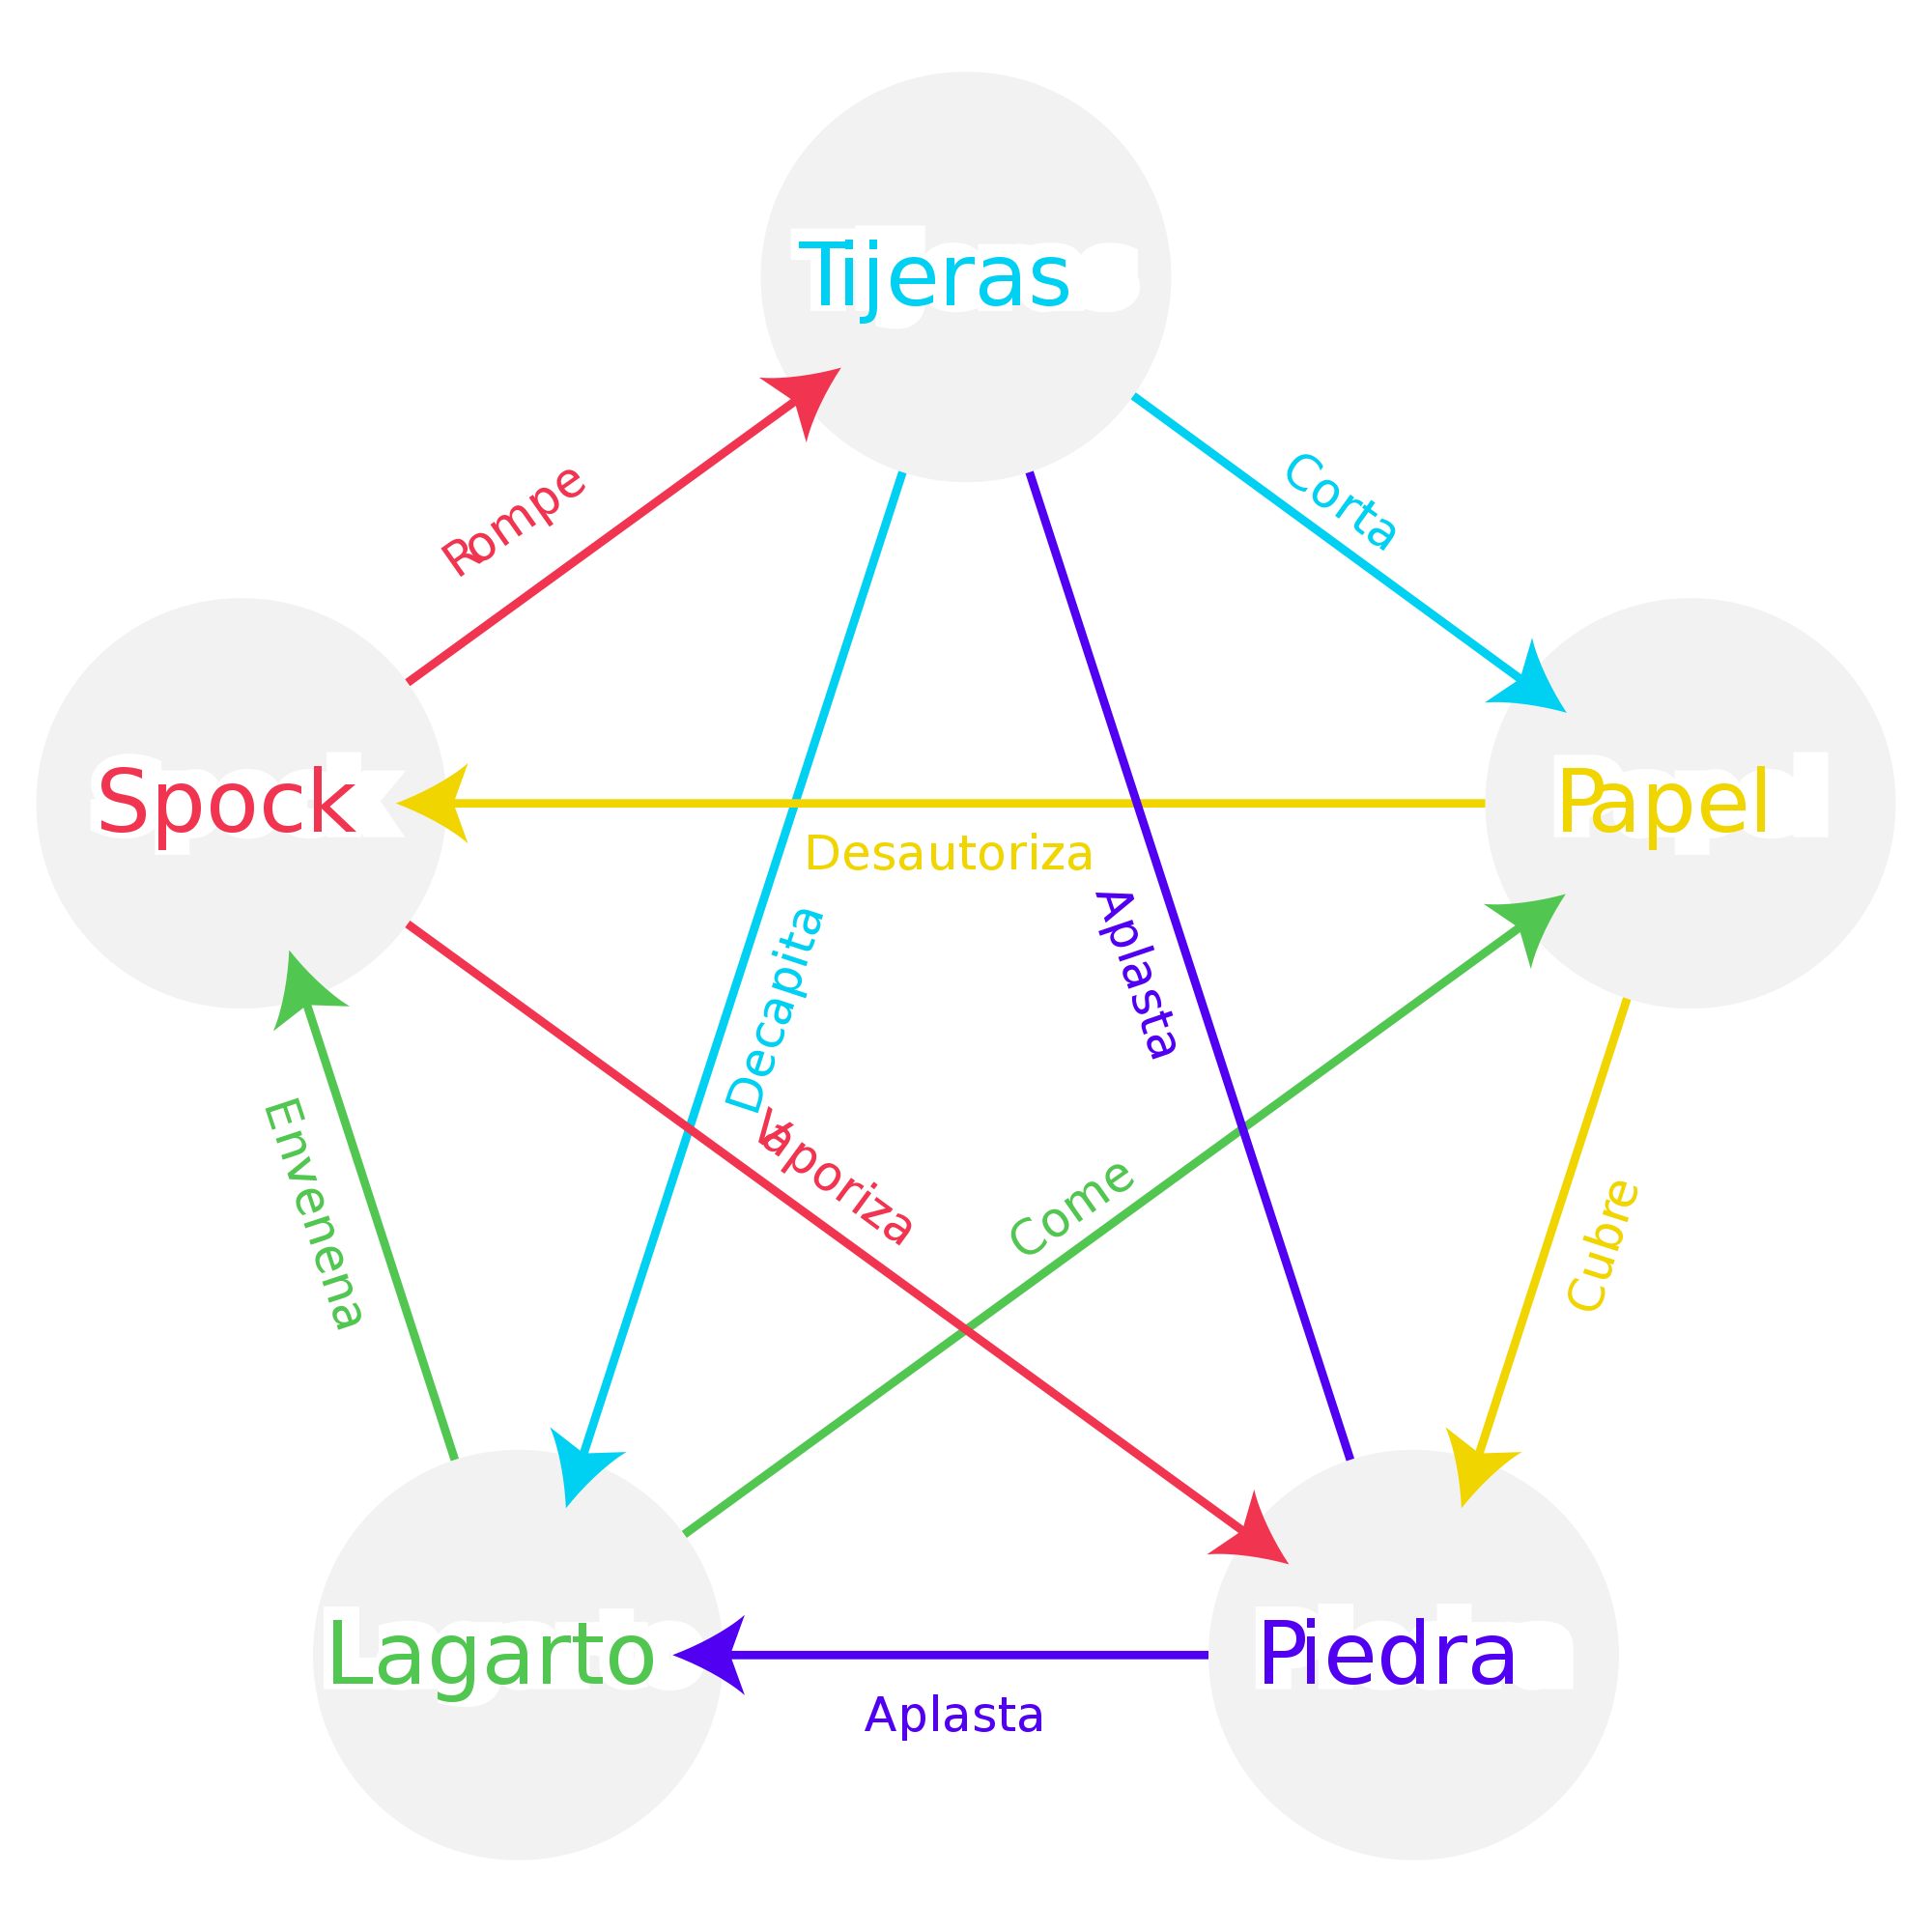 Tijeras
Rompe
Corta
Spock
Papel
Desautoriza
Decapita
Aplasta
Envenena
Vaporiza
Come
Cubre
Lagarto
Piedra
Aplasta